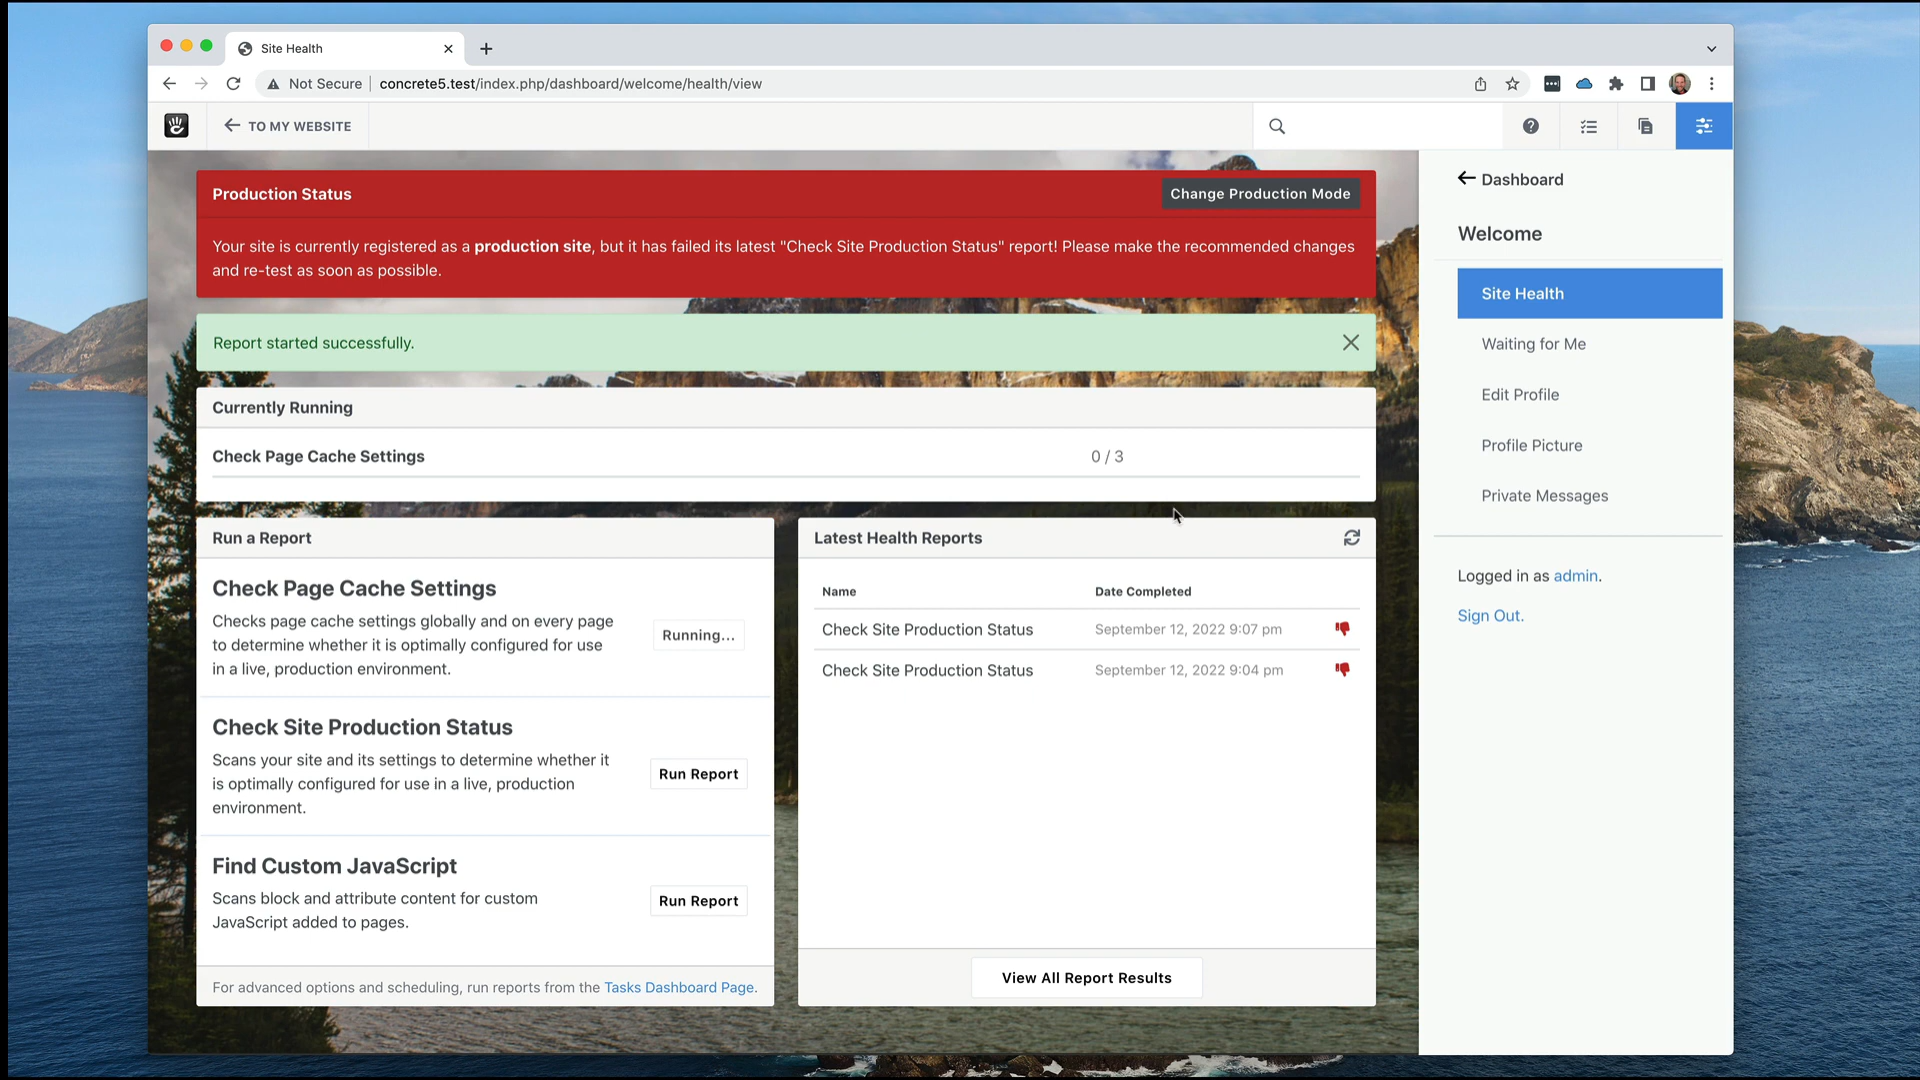 Site Health
Not Secure
concrete5.test/index.php/dashboard/welcome/health/view
TO MY WEBSITE
Production Status
Change Production Mode
Your site is currently registered as a production site, but it has failed its latest "Check Site Production Status" report! Please make the recommended changes
and re-test as soon as possible.
Report started successfully.
Currently Running
Check Page Cache Settings
0 / 3
Run a Report
Check Page Cache Settings
Checks page cache settings globally and on every page
to determine whether it is optimally configured for use
in a live, production environment.
Running...
Check Site Production Status
Scans your site and its settings to determine whether it
is optimally configured for use in a live, production
environment.
Run Report
Find Custom JavaScript
Scans block and attribute content for custom
JavaScript added to pages.
Run Report
For advanced options and scheduling, run reports from the Tasks Dashboard Page.
Latest Health Reports
Name Date Completed
Check Site Production Status September 12, 2022 9:07 pm
Check Site Production Status September 12, 2022 9:04 pm
View All Report Results
Dashboard
Welcome
Site Health
Waiting for Me
Edit Profile
Profile Picture
Private Messages
Logged in as admin.
Sign Out.